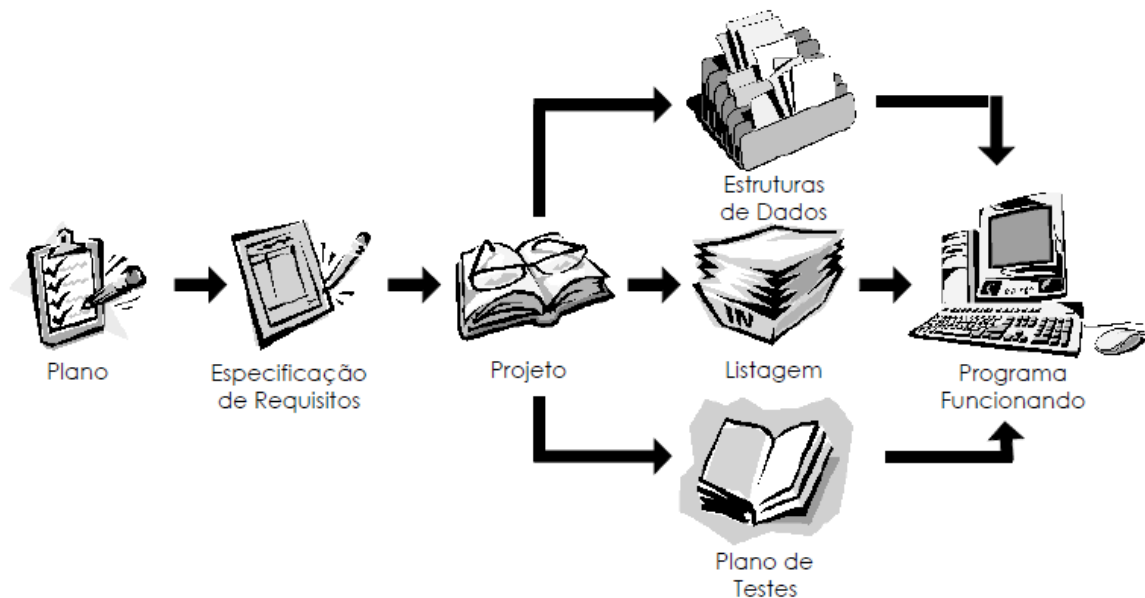 Estruturas
de Dados
Plano
Especificação
de Requisitos
Projeto
IN
Listagem
Programa
Funcionando
Plano de
Testes